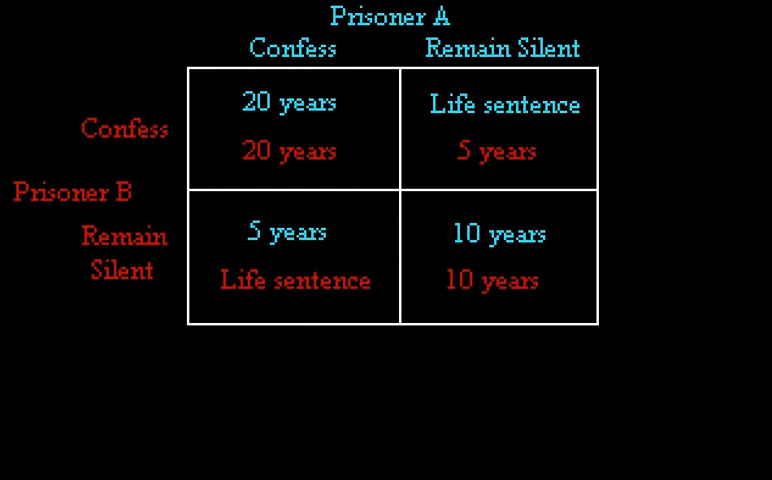 Prisoner A
Confess Remain Silent
20 years Life sentence
Confess
20 years 5 years
Prisoner B
5 years 10 years
Remain
Silent
Life sentence 10 years